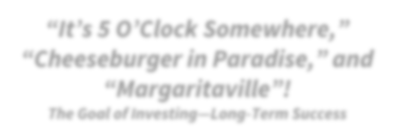 “It’s 5 O’Clock Somewhere,”
“Cheeseburger in Paradise,” and
“Margaritaville”!
The Goal of Investing—Long-Term Success